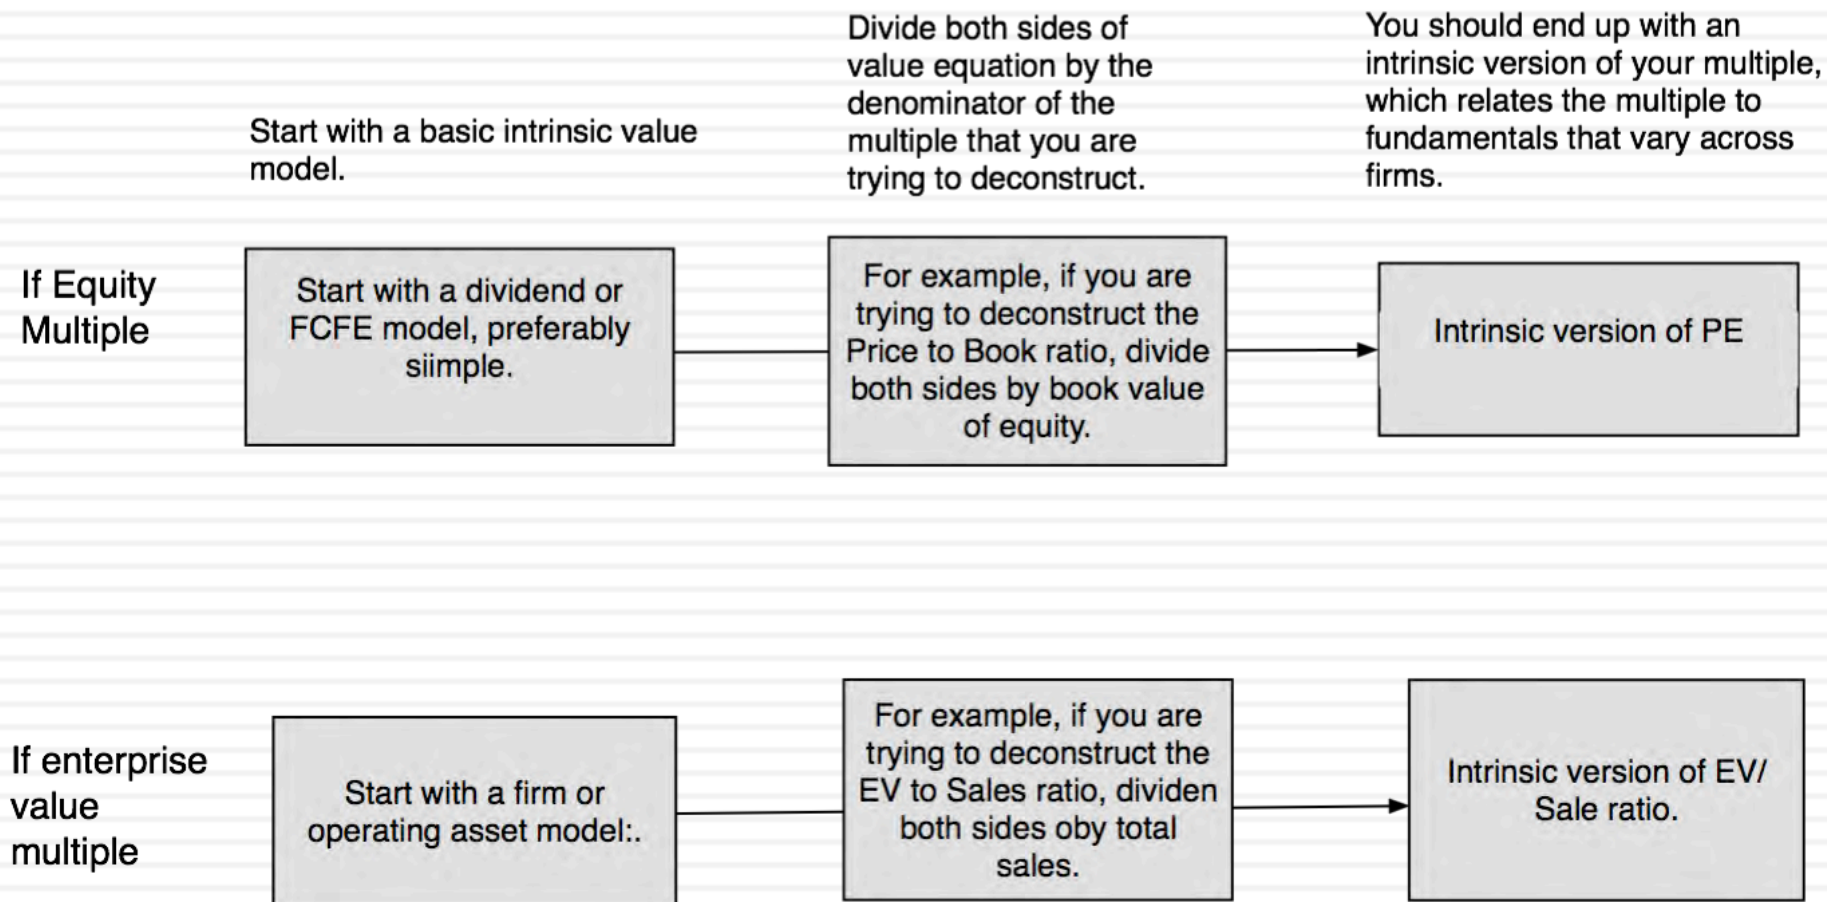 Start with a basic intrinsic value
model.
Divide both sides of
value equation by the
denominator of the
multiple that you are
trying to deconstruct.
You should end up with an
intrinsic version of your multiple,
which relates the multiple to
fundamentals that vary across
firms.
If Equity
Multiple
Start with a dividend or
FCFE model, preferably
siimple.
For example, if you are
trying to deconstruct the
Price to Book ratio, divide
both sides by book value
of equity.
Intrinsic version of PE
If enterprise
value
multiple
Start with a firm or
operating asset model:.
For example, if you are
trying to deconstruct the
EV to Sales ratio, dividen
both sides oby total
sales.
Intrinsic version of EV/
Sale ratio.